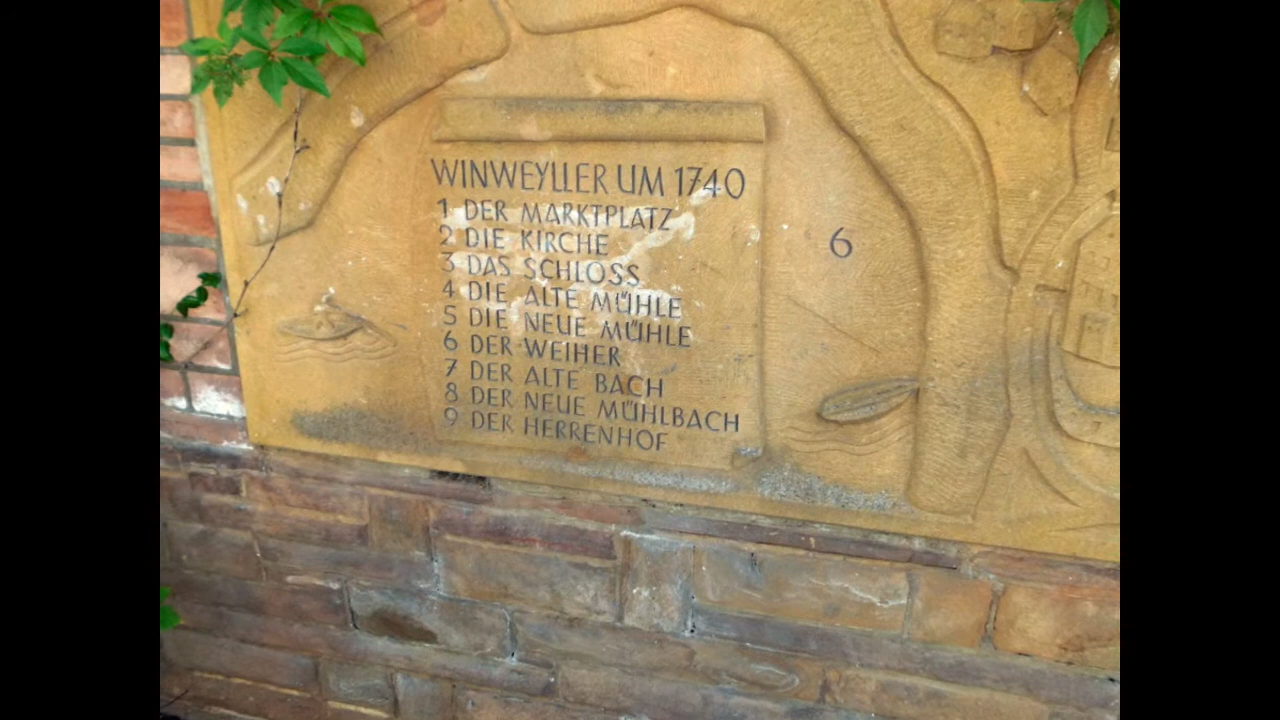 WINWEYLLER UM 1740
1 DER MARKTPLATZ
2 DIE KIRCHE
3 DAS SCHLOSS
4 DIE ALTE MÜHLE
5 DIE NEUE MÜHLE
6 DER WEIHER
7 DER ALTE BACH
8 DER NEUE MÜHLBACH
9 DER HERRENHOF
6